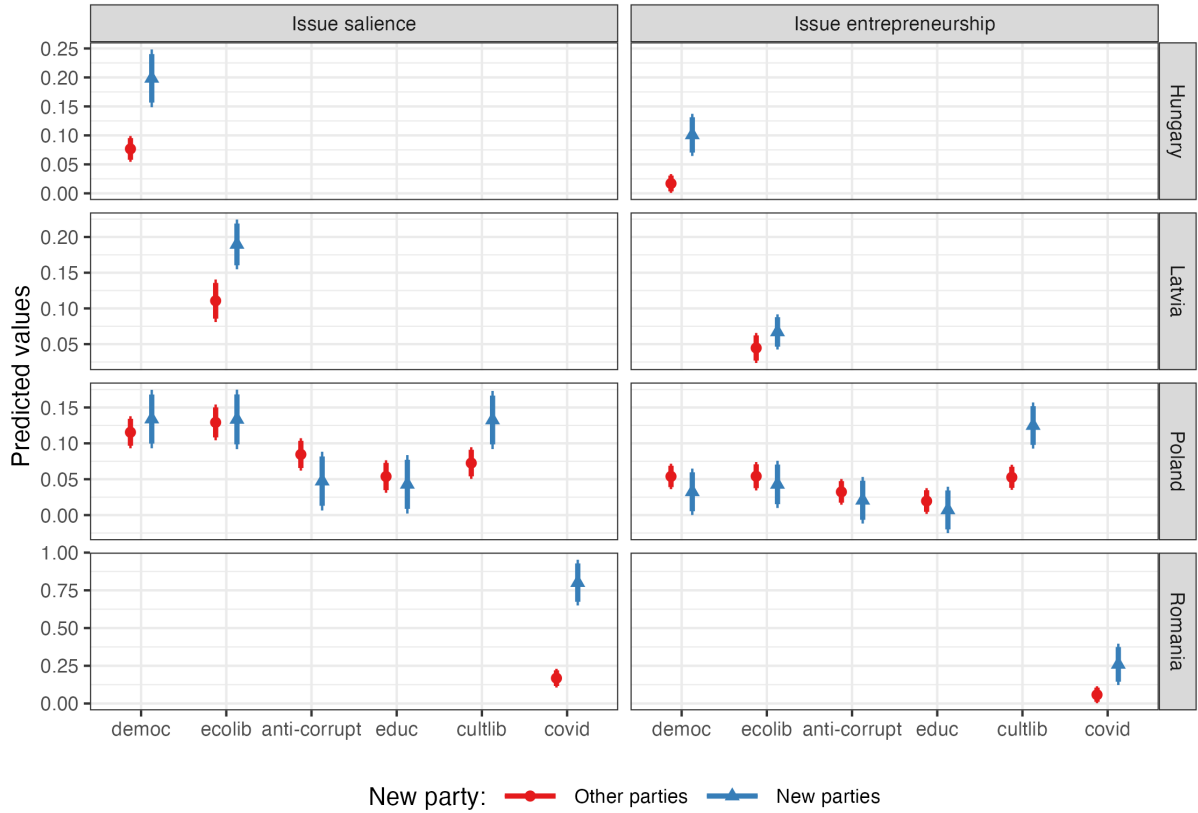 Issue salience
Issue entrepreneurship
Predicted values
0.25
0.20
0.15
0.10
0.05
0.00
Hungary
0.20
0.15
0.10
0.05
Latvia
0.15
0.10
0.05
0.00
Poland
1.00
0.75
0.50
0.25
0.00
Romania
democ ecolib anti-corrupt educ cultlib covid
democ ecolib anti-corrupt educ cultlib covid
New party: Other parties New parties